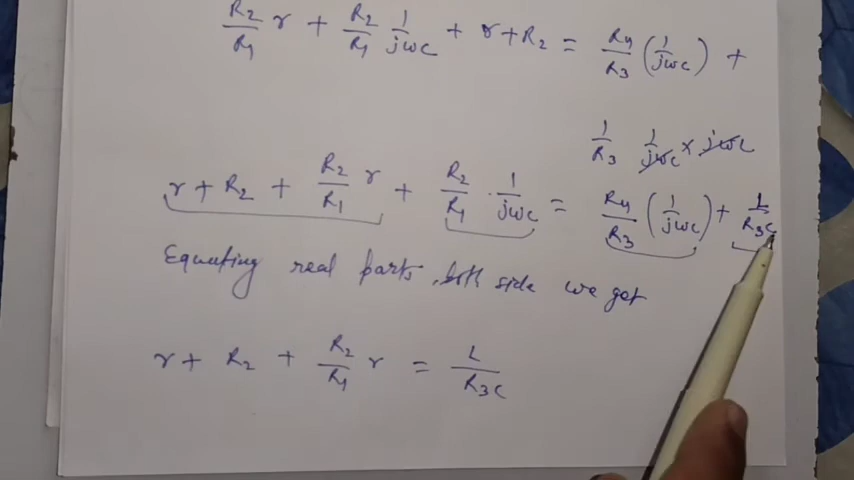 R2/R1 r + R2/R1 1/jωc + r + R2 = R4/R3 (1/jωc) +
1/R3 1/jωc × jωL
r + R2 + R2/R1 r + R2/R1 · 1/jωc = R4/R3 (1/jωc) + L/R3c
Equating real parts, both side we get
r + R2 + R2/R1 r = L/R3c